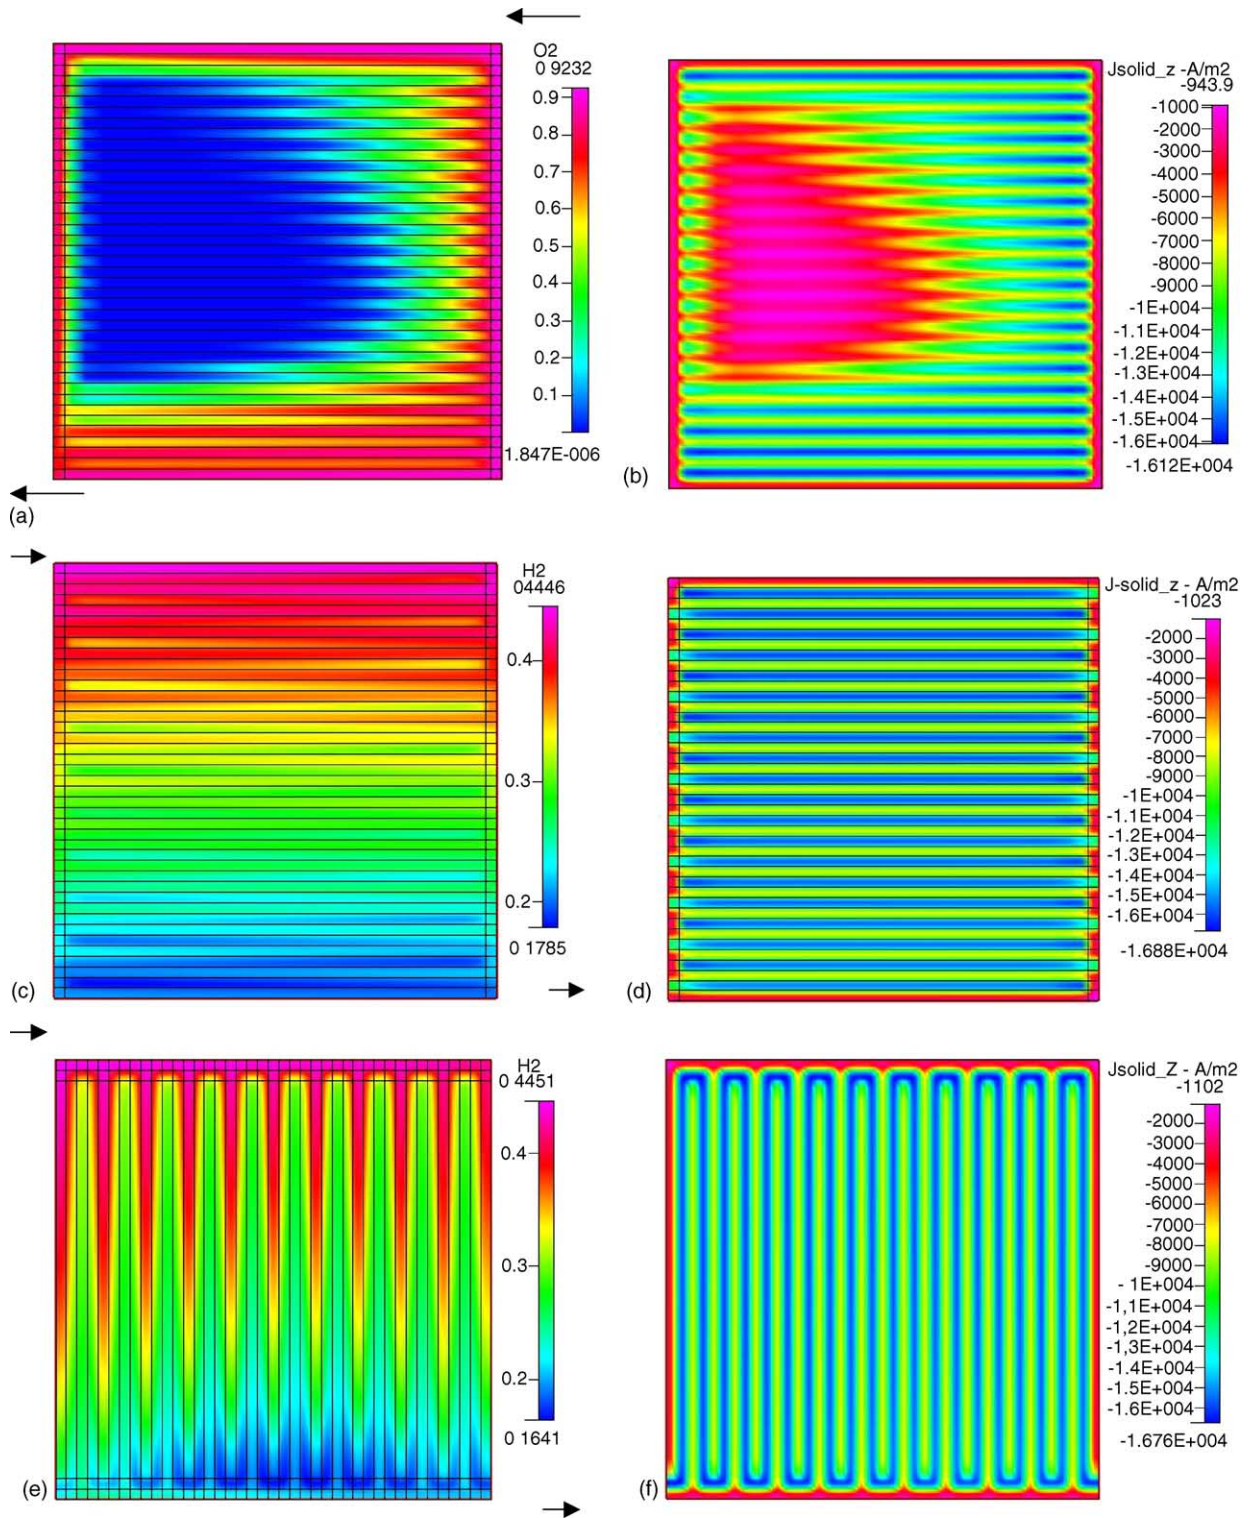 O2
0 9232
0.9
0.8
0.7
0.6
0.5
0.4
0.3
0.2
0.1
1.847E-006
(a)
Jsolid_z -A/m2
-943.9
-1000
-2000
-3000
-4000
-5000
-6000
-7000
-8000
-9000
-1E+004
-1.1E+004
-1.2E+004
-1.3E+004
-1.4E+004
-1.5E+004
-1.6E+004
-1.612E+004
(b)
H2
04446
0.4
0.3
0.2
0 1785
(c)
J-solid_z - A/m2
-1023
-2000
-3000
-4000
-5000
-6000
-7000
-8000
-9000
-1E+004
-1.1E+004
-1.2E+004
-1.3E+004
-1.4E+004
-1.5E+004
-1.6E+004
-1.688E+004
(d)
H2
0 4451
0.4
0.3
0.2
0 1641
(e)
Jsolid_Z - A/m2
-1102
-2000
-3000
-4000
-5000
-6000
-7000
-8000
-9000
- 1E+004
-1,1E+004
-1,2E+004
-1,3E+004
-1.4E+004
-1.5E+004
-1.6E+004
-1.676E+004
(f)